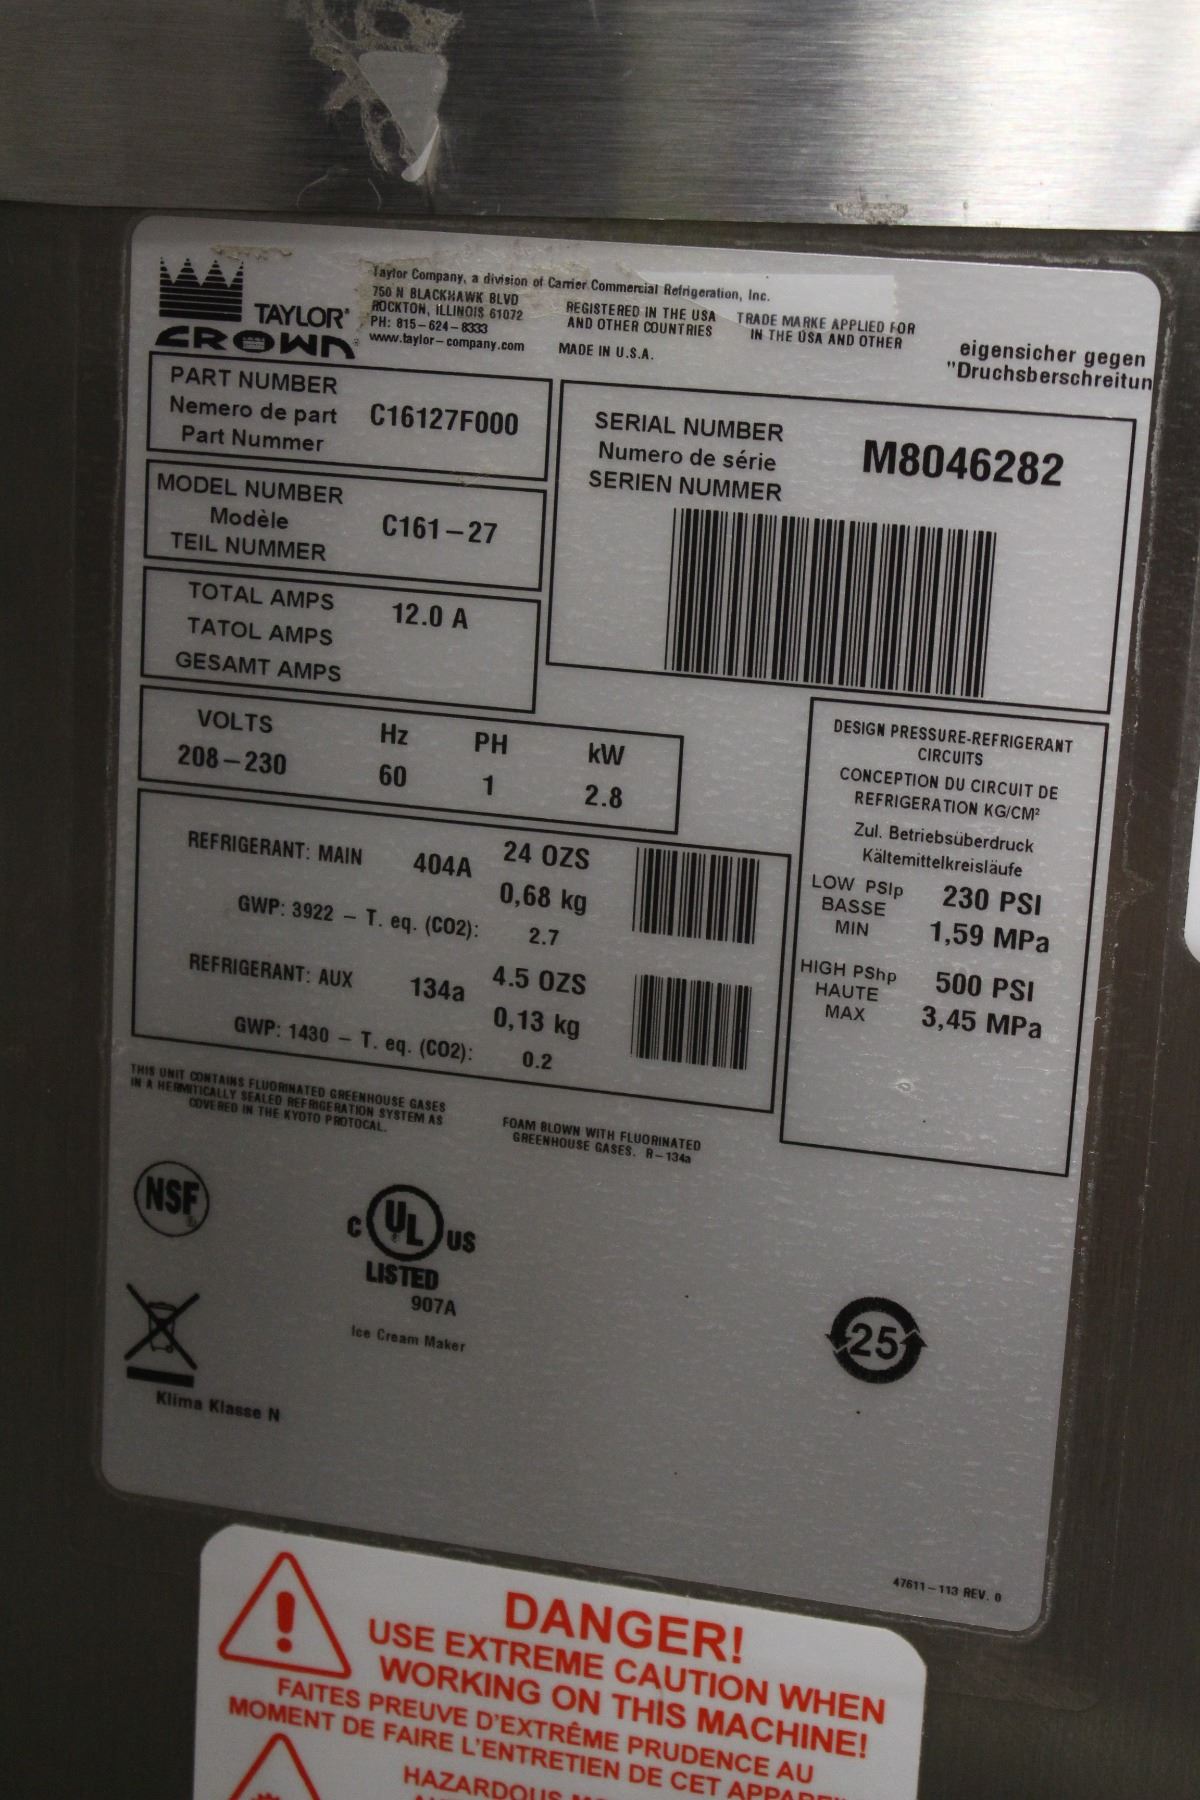 TAYLOR®
CROWN®
Taylor Company, a division of Carrier Commercial Refrigeration, Inc.
750 N BLACKHAWK BLVD
ROCKTON, ILLINOIS 61072
PH: 815-624-8333
www.taylor-company.com
REGISTERED IN THE USA
AND OTHER COUNTRIES
MADE IN U.S.A.
TRADE MARKE APPLIED FOR
IN THE USA AND OTHER
eigensicher gegen
"Druchsberschreitun
PART NUMBER
Nemero de part
Part Nummer
C16127F000
SERIAL NUMBER
Numero de série
SERIEN NUMMER
M8046282
MODEL NUMBER
Modèle
TEIL NUMMER
C161-27
TOTAL AMPS
TATOL AMPS
GESAMT AMPS
12.0 A
VOLTS Hz PH kW
208-230 60 1 2.8
REFRIGERANT: MAIN 404A 24 OZS
0,68 kg
GWP: 3922 - T. eq. (CO2): 2.7
REFRIGERANT: AUX 134a 4.5 OZS
0,13 kg
GWP: 1430 - T. eq. (CO2): 0.2
DESIGN PRESSURE-REFRIGERANT
CIRCUITS
CONCEPTION DU CIRCUIT DE
REFRIGERATION KG/CM²
Zul. Betriebsüberdruck
Kältemittelkreisläufe
LOW PSIp 230 PSI
BASSE
MIN 1,59 MPa
HIGH PShp 500 PSI
HAUTE
MAX 3,45 MPa
THIS UNIT CONTAINS FLUORINATED GREENHOUSE GASES
IN A HERMITICALLY SEALED REFRIGERATION SYSTEM AS
COVERED IN THE KYOTO PROTOCAL.
FOAM BLOWN WITH FLUORINATED
GREENHOUSE GASES. R-134a
NSF
C UL US
LISTED
907A
Ice Cream Maker
Klima Klasse N
25
47611-113 REV. 0
DANGER!
USE EXTREME CAUTION WHEN
WORKING ON THIS MACHINE!
FAITES PREUVE D'EXTRÊME PRUDENCE AU
MOMENT DE FAIRE L'ENTRETIEN DE CET
HAZARDOUS